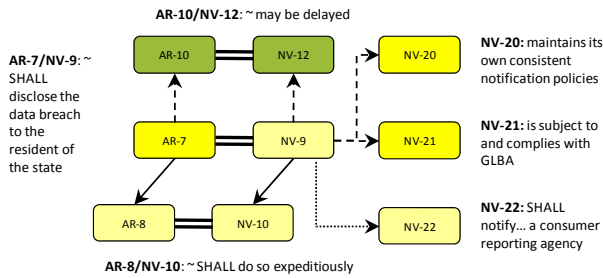 AR-10/NV-12: ~ may be delayed
AR-7/NV-9: ~
SHALL
disclose the
data breach
to the
resident of
the state
AR-10
NV-12
NV-20
NV-20: maintains its
own consistent
notification policies
AR-7
NV-9
NV-21
NV-21: is subject to
and complies with
GLBA
AR-8
NV-10
NV-22
NV-22: SHALL
notify... a consumer
reporting agency
AR-8/NV-10: ~ SHALL do so expeditiously